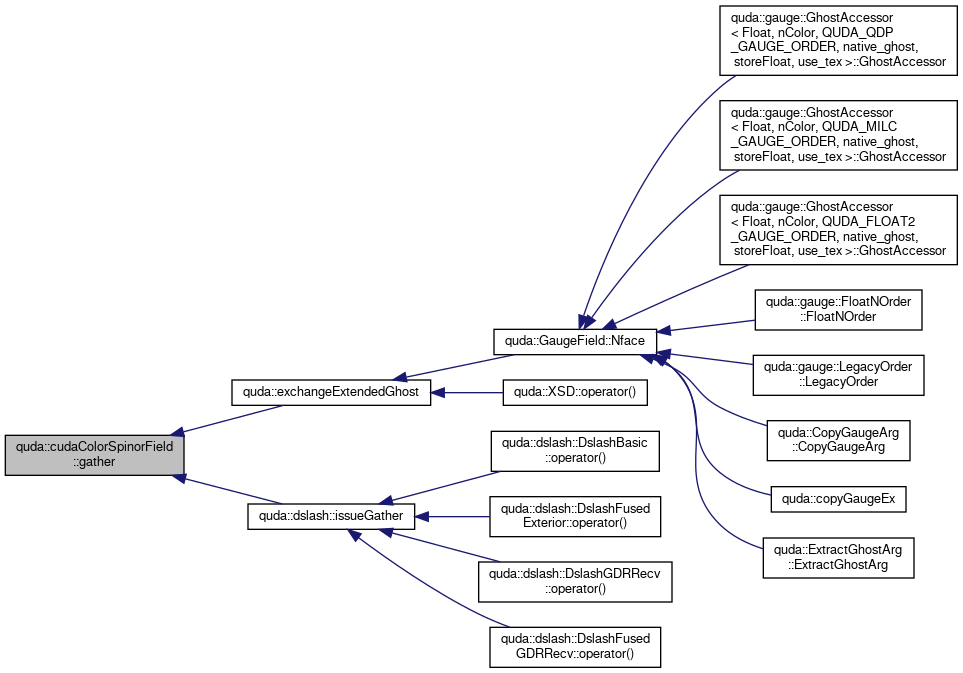 quda::gauge::GhostAccessor
< Float, nColor, QUDA_QDP
_GAUGE_ORDER, native_ghost,
storeFloat, use_tex >::GhostAccessor
quda::gauge::GhostAccessor
< Float, nColor, QUDA_MILC
_GAUGE_ORDER, native_ghost,
storeFloat, use_tex >::GhostAccessor
quda::gauge::GhostAccessor
< Float, nColor, QUDA_FLOAT2
_GAUGE_ORDER, native_ghost,
storeFloat, use_tex >::GhostAccessor
quda::gauge::FloatNOrder
::FloatNOrder
quda::GaugeField::Nface
quda::gauge::LegacyOrder
::LegacyOrder
quda::exchangeExtendedGhost
quda::XSD::operator()
quda::CopyGaugeArg
::CopyGaugeArg
quda::cudaColorSpinorField
::gather
quda::dslash::DslashBasic
::operator()
quda::copyGaugeEx
quda::dslash::issueGather
quda::dslash::DslashFused
Exterior::operator()
quda::ExtractGhostArg
::ExtractGhostArg
quda::dslash::DslashGDRRecv
::operator()
quda::dslash::DslashFused
GDRRecv::operator()